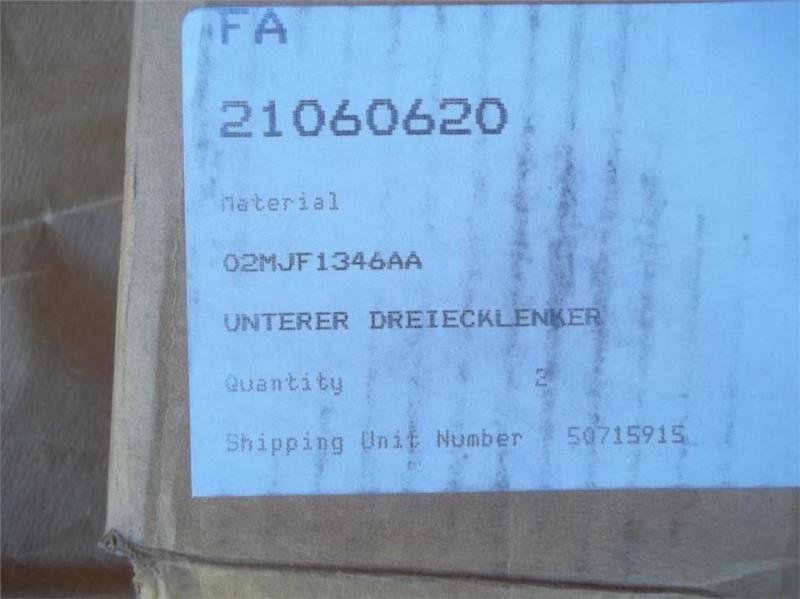 FA
21060620
Material
02MJF1346AA
UNTERER DREIECKLENKER
Quantity 2
Shipping Unit Number 50715915